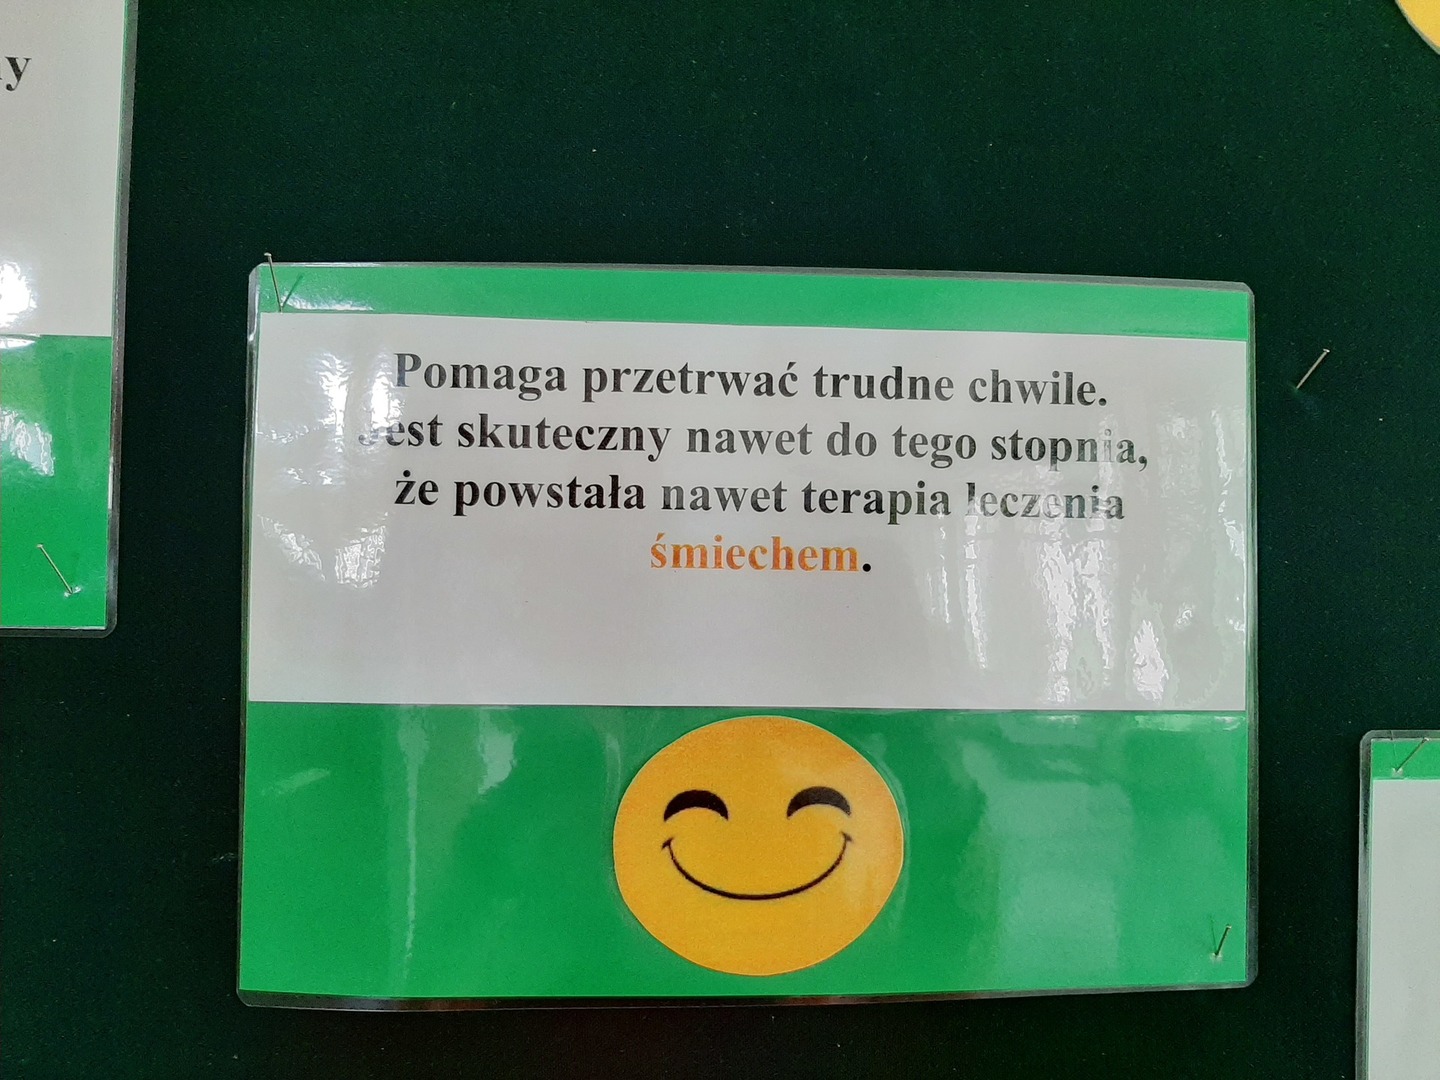 Pomaga przetrwać trudne chwile.
Jest skuteczny nawet do tego stopnia,
że powstała nawet terapia leczenia
śmiechem.